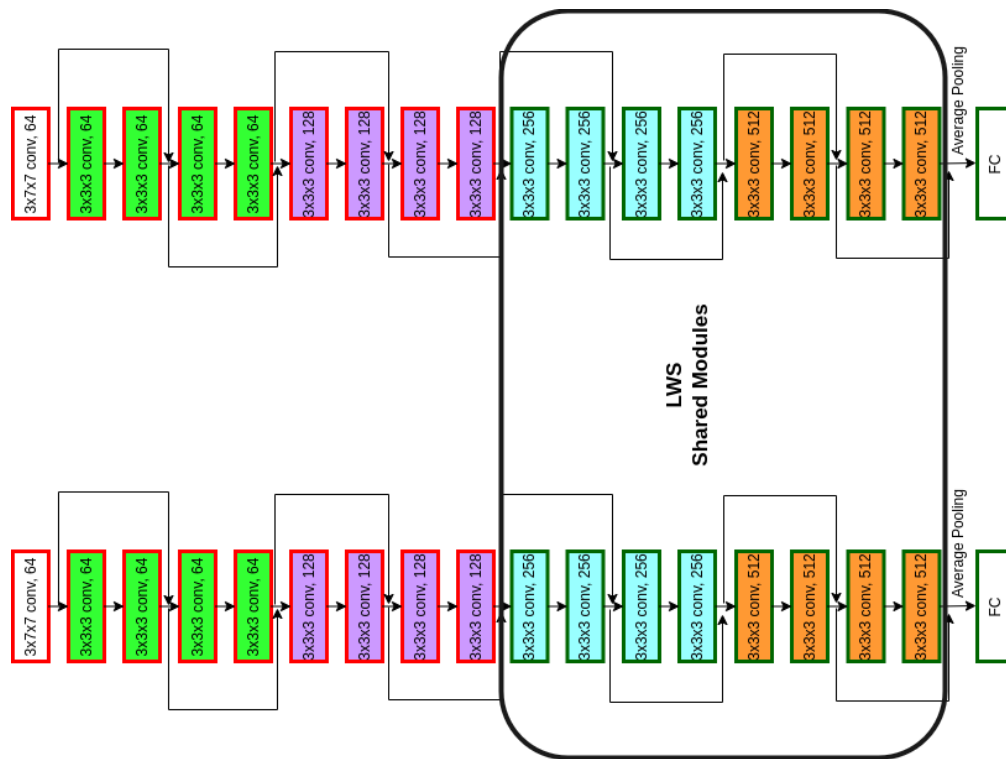 3x7x7 conv, 64
3x3x3 conv, 64
3x3x3 conv, 64
3x3x3 conv, 64
3x3x3 conv, 64
3x3x3 conv, 128
3x3x3 conv, 128
3x3x3 conv, 128
3x3x3 conv, 128
3x3x3 conv, 256
3x3x3 conv, 256
3x3x3 conv, 256
3x3x3 conv, 256
3x3x3 conv, 512
3x3x3 conv, 512
3x3x3 conv, 512
3x3x3 conv, 512
Average Pooling
FC
LWS
Shared Modules
3x7x7 conv, 64
3x3x3 conv, 64
3x3x3 conv, 64
3x3x3 conv, 64
3x3x3 conv, 64
3x3x3 conv, 128
3x3x3 conv, 128
3x3x3 conv, 128
3x3x3 conv, 128
3x3x3 conv, 256
3x3x3 conv, 256
3x3x3 conv, 256
3x3x3 conv, 256
3x3x3 conv, 512
3x3x3 conv, 512
3x3x3 conv, 512
3x3x3 conv, 512
Average Pooling
FC